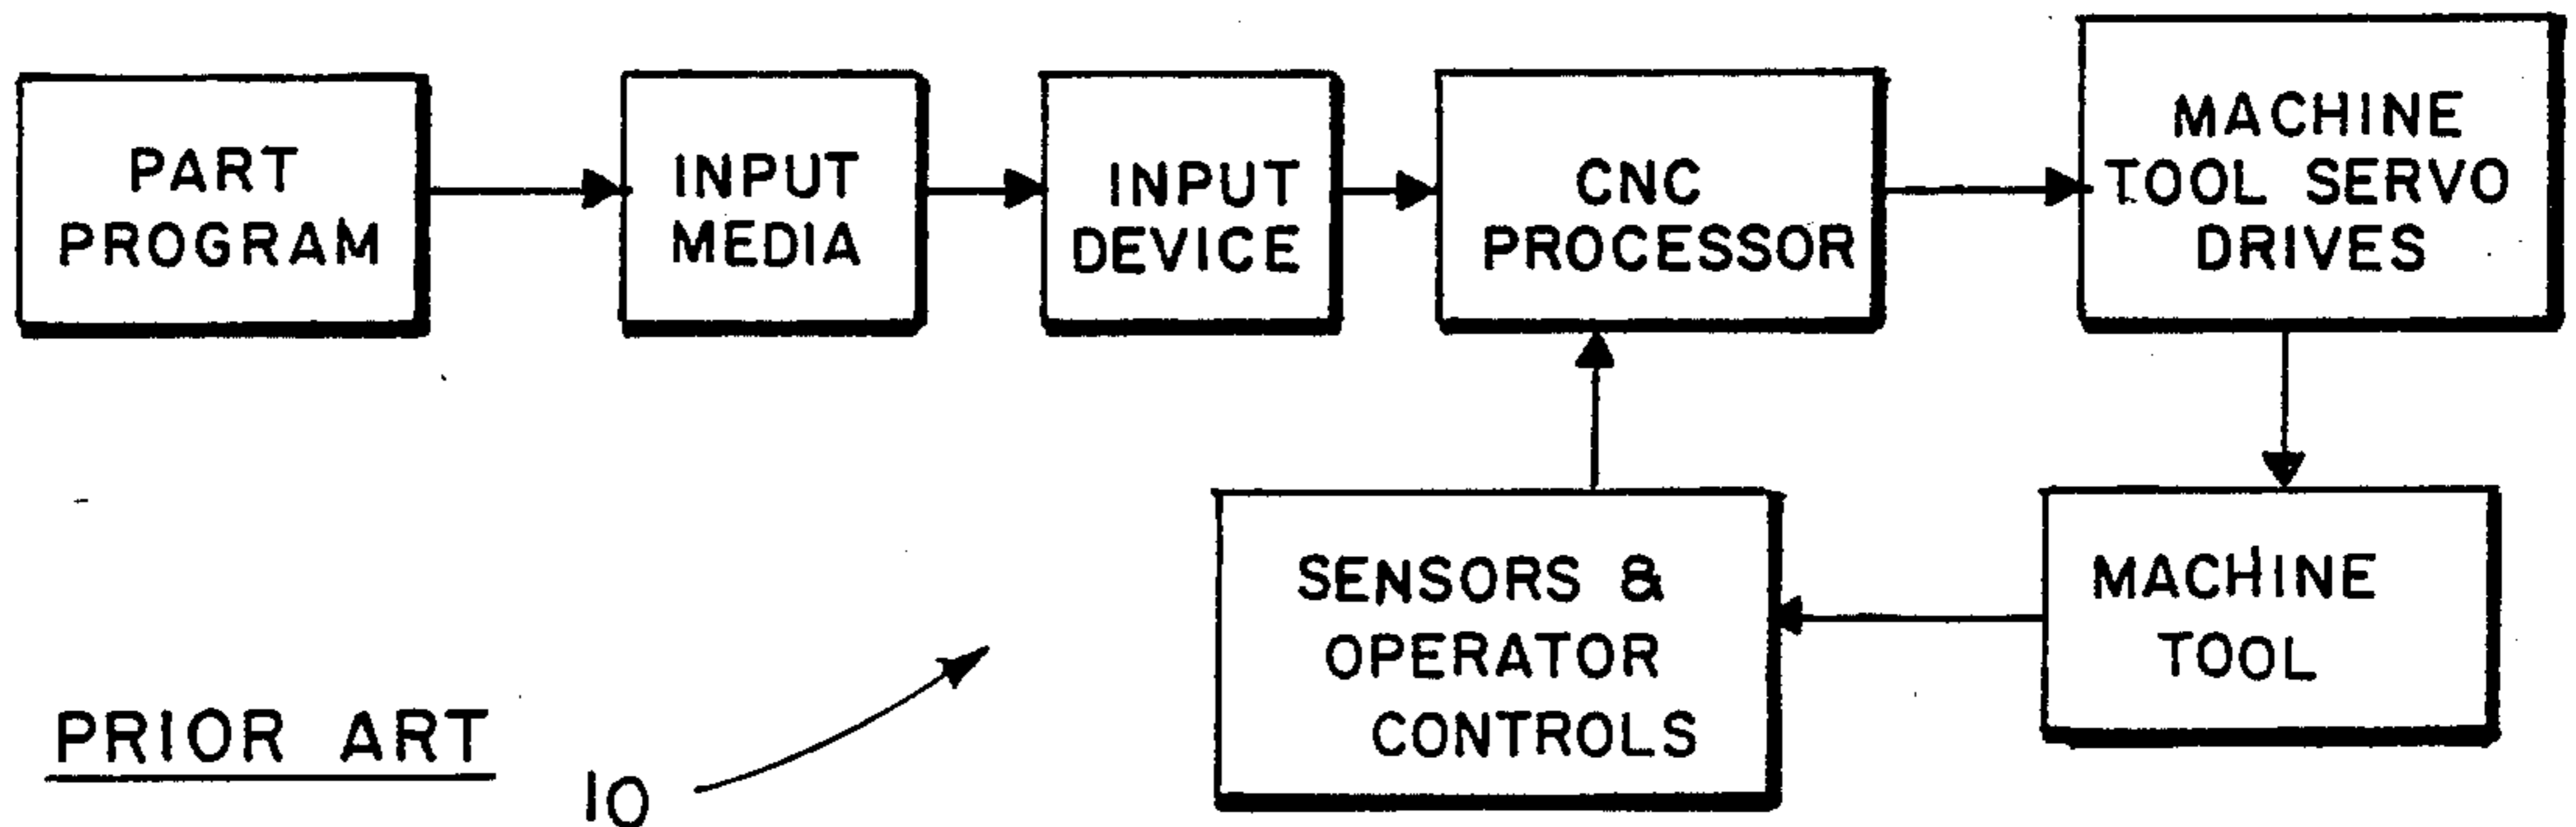 PART
PROGRAM
INPUT
MEDIA
INPUT
DEVICE
CNC
PROCESSOR
MACHINE
TOOL SERVO
DRIVES
SENSORS &
OPERATOR
CONTROLS
MACHINE
TOOL
PRIOR ART
10